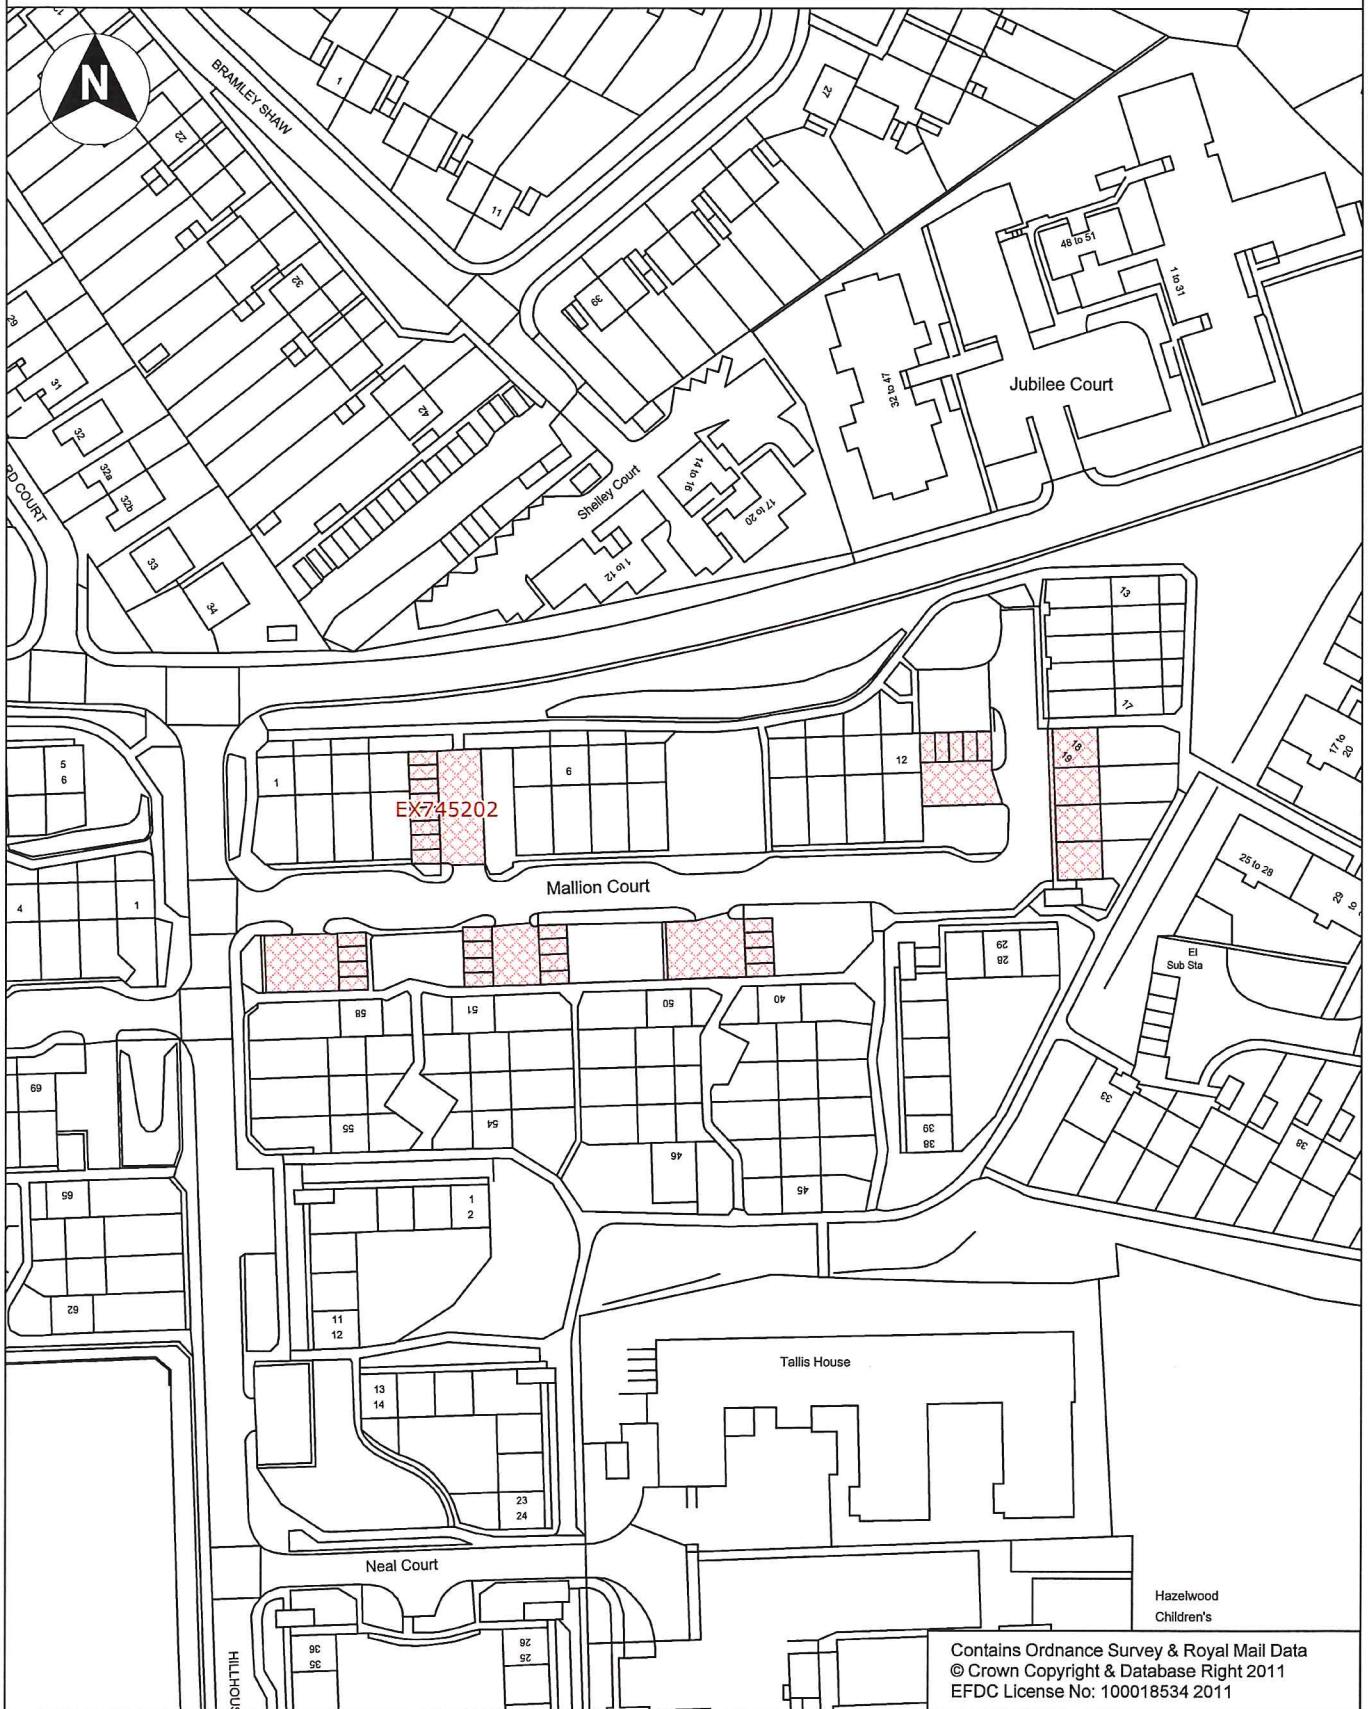 N
12
BRAMLEY SHAW
1
27
22
11
48 to 51
1 to 31
29
32
39
31
32 to 47
Jubilee Court
42
32
32a
32b
RD COURT
14 to 16
Shelley Court
17 to 20
33
1 to 12
34
13
17
5
6
1
6
12
18
19
17 to
20
EX745202
25 to 28
Mallion Court
4
1
29
28
El
Sub Sta
58
51
50
40
69
33
55
54
39
38
38
46
65
1
2
45
62
11
12
Tallis House
13
14
23
24
Neal Court
Hazelwood
Children's
36
35
26
25
HILLHOUS
Contains Ordnance Survey & Royal Mail Data
© Crown Copyright & Database Right 2011
EFDC License No: 100018534 2011